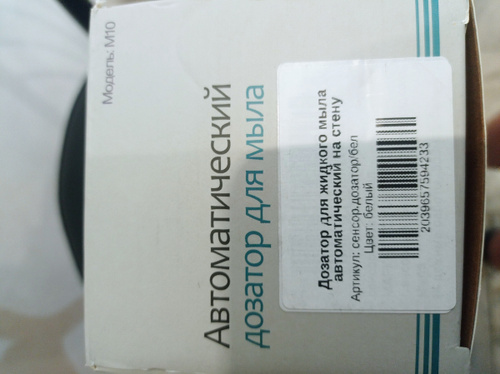 Модель: M10
Автоматический
дозатор для мыла
Дозатор для жидкого мыла
автоматический на стену
Артикул: сенсор.дозатор/бел
Цвет: белый
2039657594233